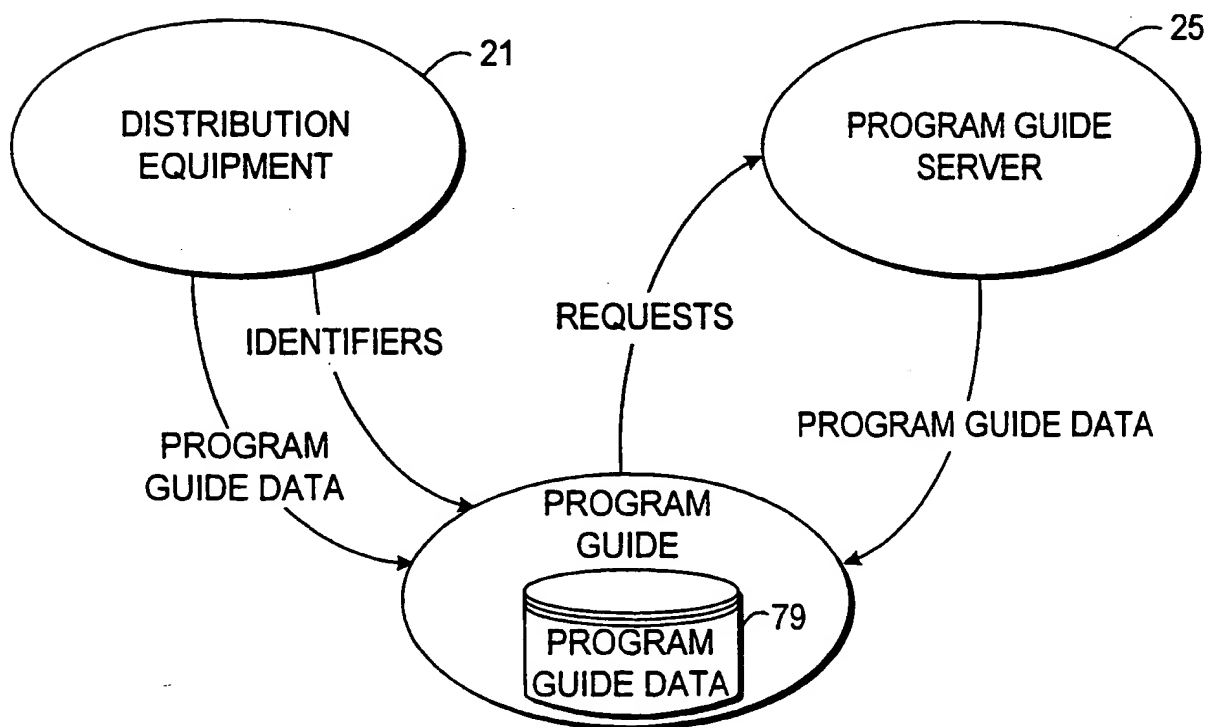 21
DISTRIBUTION
EQUIPMENT
25
PROGRAM GUIDE
SERVER
IDENTIFIERS
REQUESTS
PROGRAM
GUIDE DATA
PROGRAM GUIDE DATA
PROGRAM
GUIDE
79
PROGRAM
GUIDE DATA